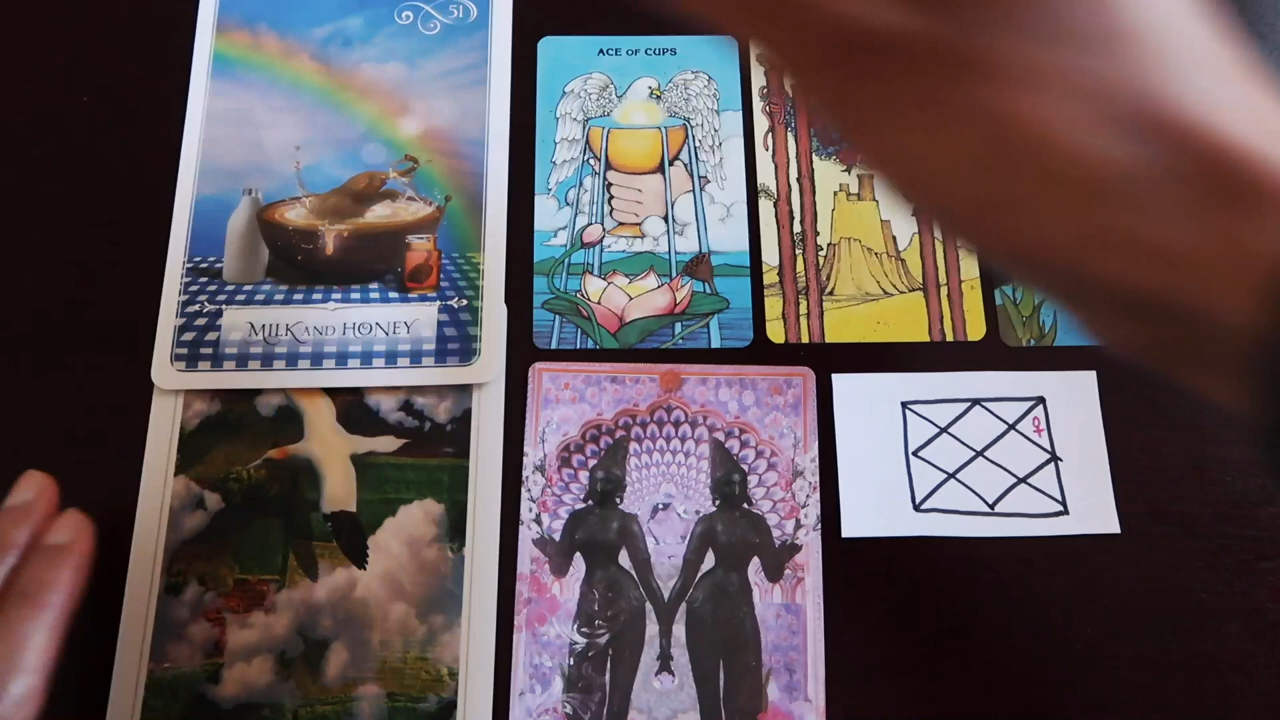 51
MILK AND HONEY
ACE OF CUPS
♀